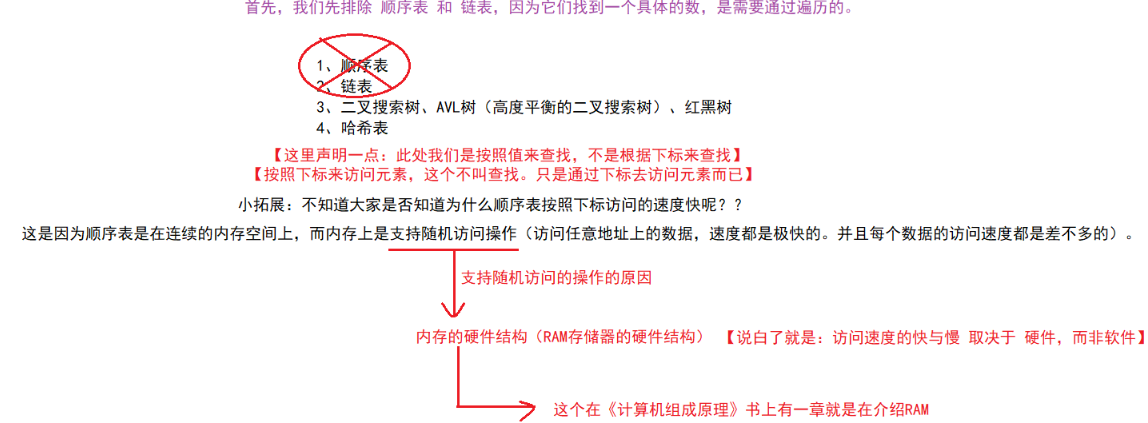 首先，我们先排除 顺序表 和 链表，因为它们找到一个具体的数，是需要通过遍历的。
1、顺序表
2、链表
3、二叉搜索树、AVL树（高度平衡的二叉搜索树）、红黑树
4、哈希表
【这里声明一点：此处我们是按照值来查找，不是根据下标来查找】
【按照下标来访问元素，这个不叫查找。只是通过下标去访问元素而已】
小拓展：不知道大家是否知道为什么顺序表按照下标访问的速度快呢？？
这是因为顺序表是在连续的内存空间上，而内存上是支持随机访问操作（访问任意地址上的数据，速度都是极快的。并且每个数据的访问速度都是差不多的）。
支持随机访问的操作的原因
内存的硬件结构（RAM存储器的硬件结构） 【说白了就是：访问速度的快与慢 取决于 硬件，而非软件】
这个在《计算机组成原理》书上有一章就是在介绍RAM